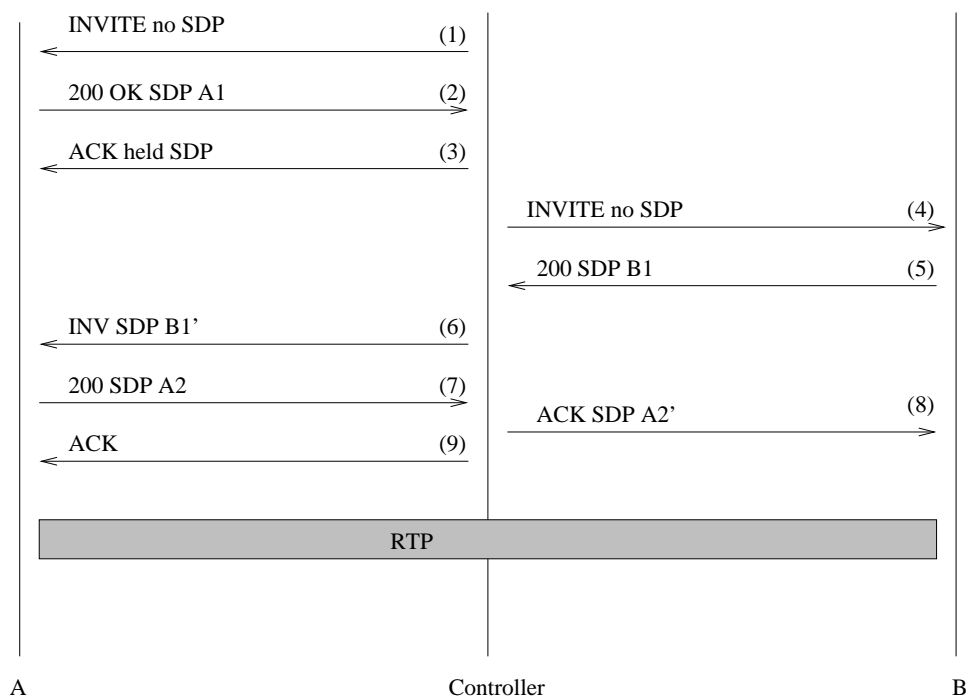 INVITE no SDP (1)
200 OK SDP A1 (2)
ACK held SDP (3)
INVITE no SDP (4)
200 SDP B1 (5)
INV SDP B1’ (6)
200 SDP A2 (7)
ACK SDP A2’ (8)
ACK (9)
RTP
A Controller B